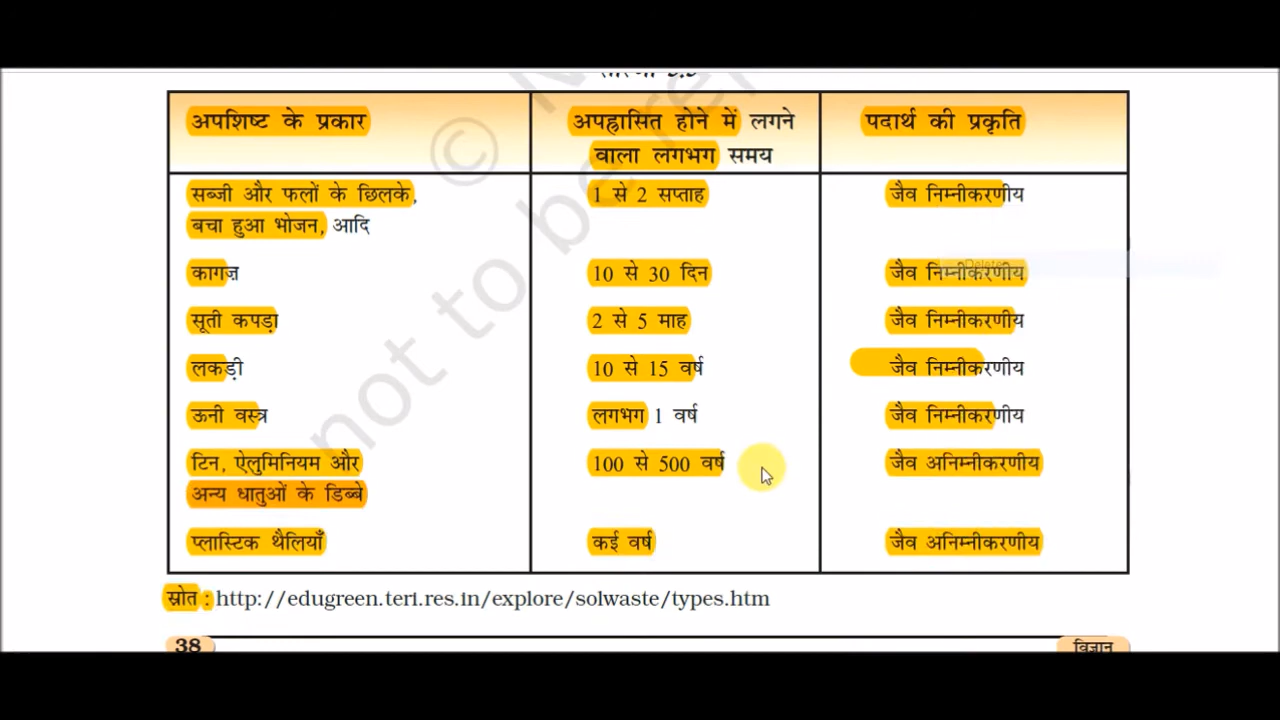 अपशिष्ट के प्रकार
अपह्रासित होने में लगने
वाला लगभग समय
पदार्थ की प्रकृति
सब्जी और फलों के छिलके,
बचा हुआ भोजन, आदि
1 से 2 सप्ताह
जैव निम्नीकरणीय
कागज़
10 से 30 दिन
जैव निम्नीकरणीय
सूती कपड़ा
2 से 5 माह
जैव निम्नीकरणीय
लकड़ी
10 से 15 वर्ष
जैव निम्नीकरणीय
ऊनी वस्त्र
लगभग 1 वर्ष
जैव निम्नीकरणीय
टिन, ऐलुमिनियम और
अन्य धातुओं के डिब्बे
100 से 500 वर्ष
जैव अनिम्नीकरणीय
प्लास्टिक थैलियाँ
कई वर्ष
जैव अनिम्नीकरणीय
स्रोत : http://edugreen.teri.res.in/explore/solwaste/types.htm
38
विज्ञान
© 
not to be